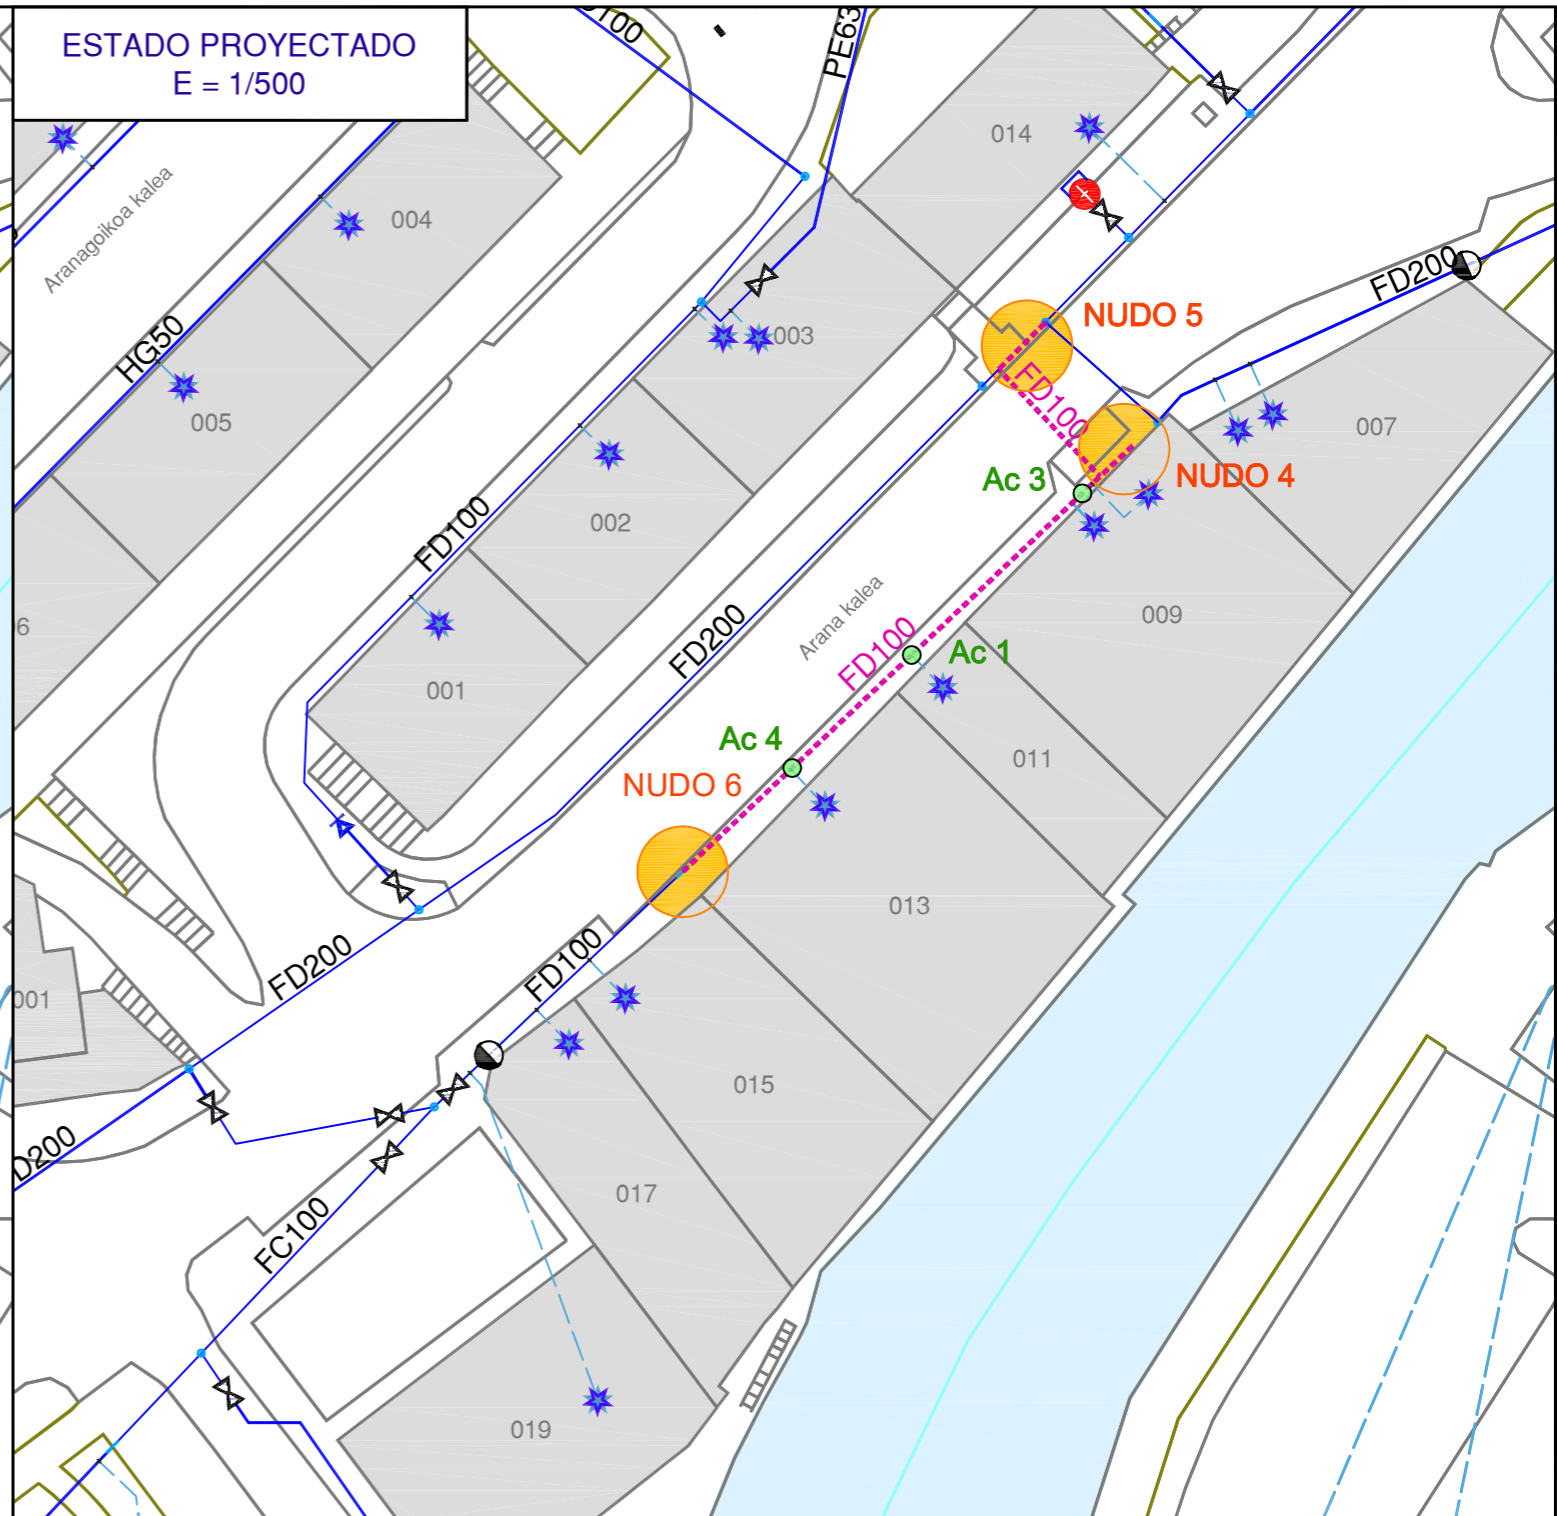 ESTADO PROYECTADO
E = 1/500
PE63
014
Aranagoikoa kalea
004
FD200
NUDO 5
003
HG50
FD100
005
007
NUDO 4
Ac 3
FD100
002
009
6
FD200
Arana kalea
FD100
Ac 1
001
Ac 4
011
NUDO 6
013
FD200
FD100
001
015
D200
017
FC100
019